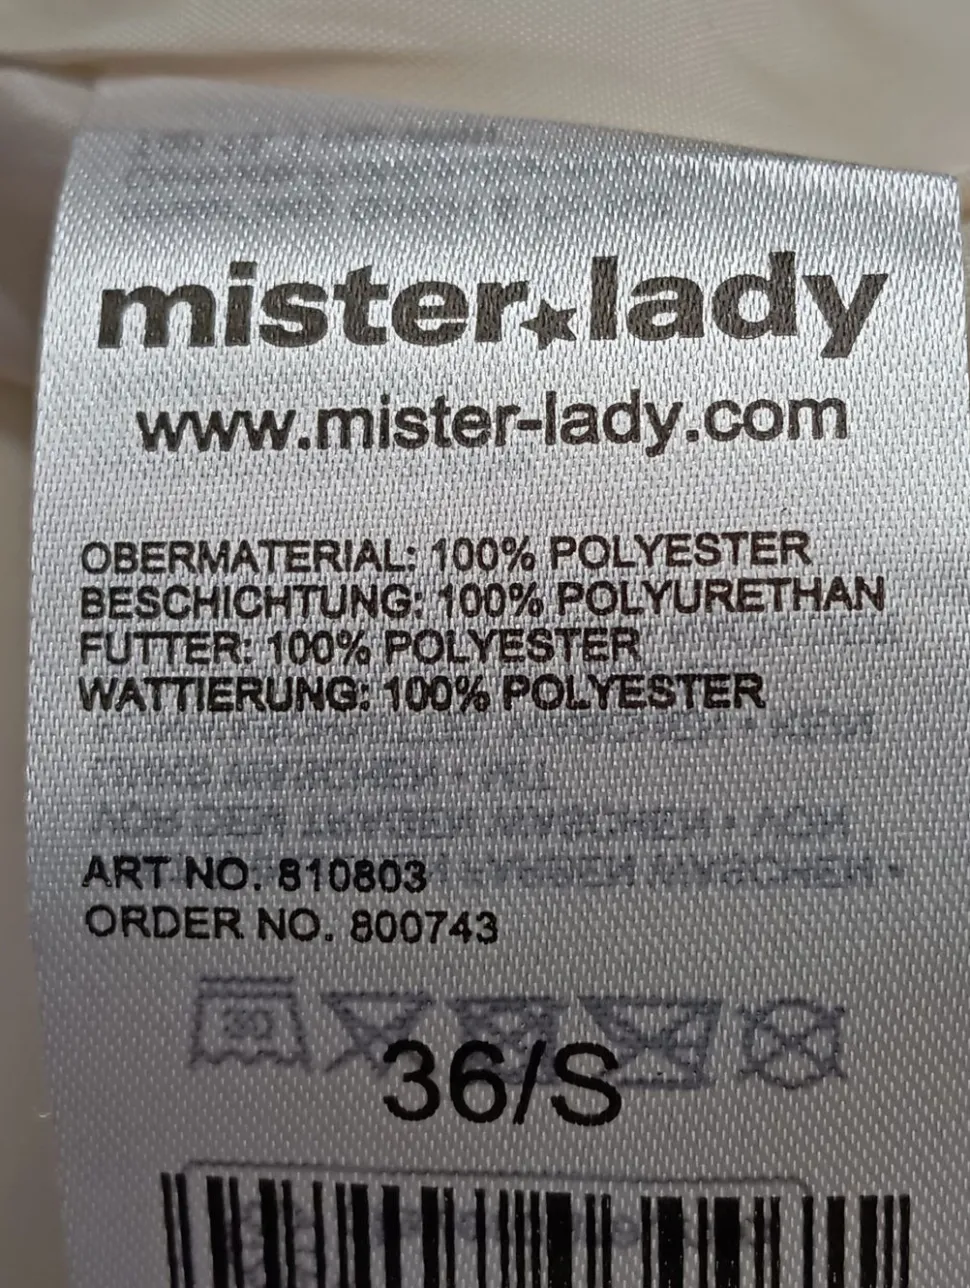 mister★lady
www.mister-lady.com
OBERMATERIAL: 100% POLYESTER
BESCHICHTUNG: 100% POLYURETHAN
FUTTER: 100% POLYESTER
WATTIERUNG: 100% POLYESTER
ART NO. 810803
ORDER NO. 800743
30
36/S